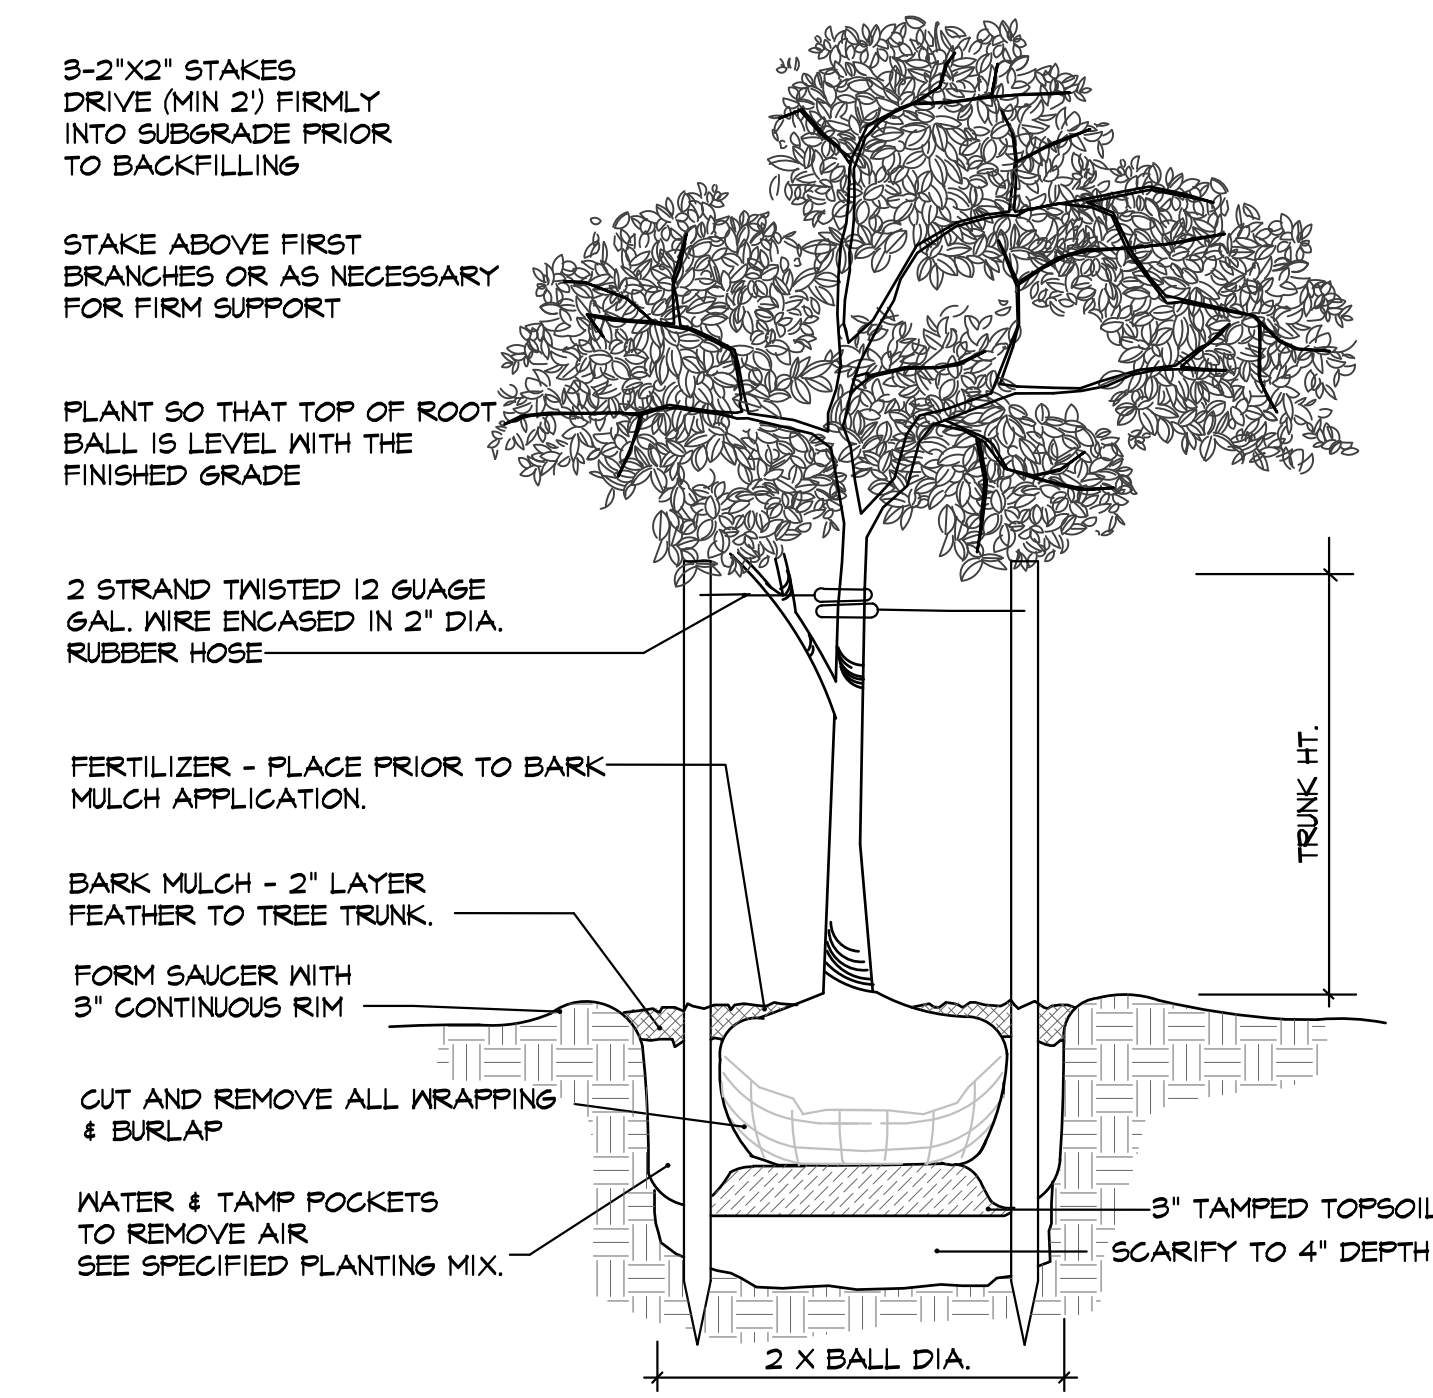 3-2"X2" STAKES
DRIVE (MIN 2') FIRMLY
INTO SUBGRADE PRIOR
TO BACKFILLING
STAKE ABOVE FIRST
BRANCHES OR AS NECESSARY
FOR FIRM SUPPORT
PLANT SO THAT TOP OF ROOT
BALL IS LEVEL WITH THE
FINISHED GRADE
2 STRAND TWISTED 12 GUAGE
GAL. WIRE ENCASED IN 2" DIA.
RUBBER HOSE
FERTILIZER - PLACE PRIOR TO BARK
MULCH APPLICATION.
BARK MULCH - 2" LAYER
FEATHER TO TREE TRUNK.
FORM SAUCER WITH
3" CONTINUOUS RIM
CUT AND REMOVE ALL WRAPPING
& BURLAP
WATER & TAMP POCKETS
TO REMOVE AIR
SEE SPECIFIED PLANTING MIX.
TRUNK HT.
3" TAMPED TOPSOIL
SCARIFY TO 4" DEPTH
2 X BALL DIA.